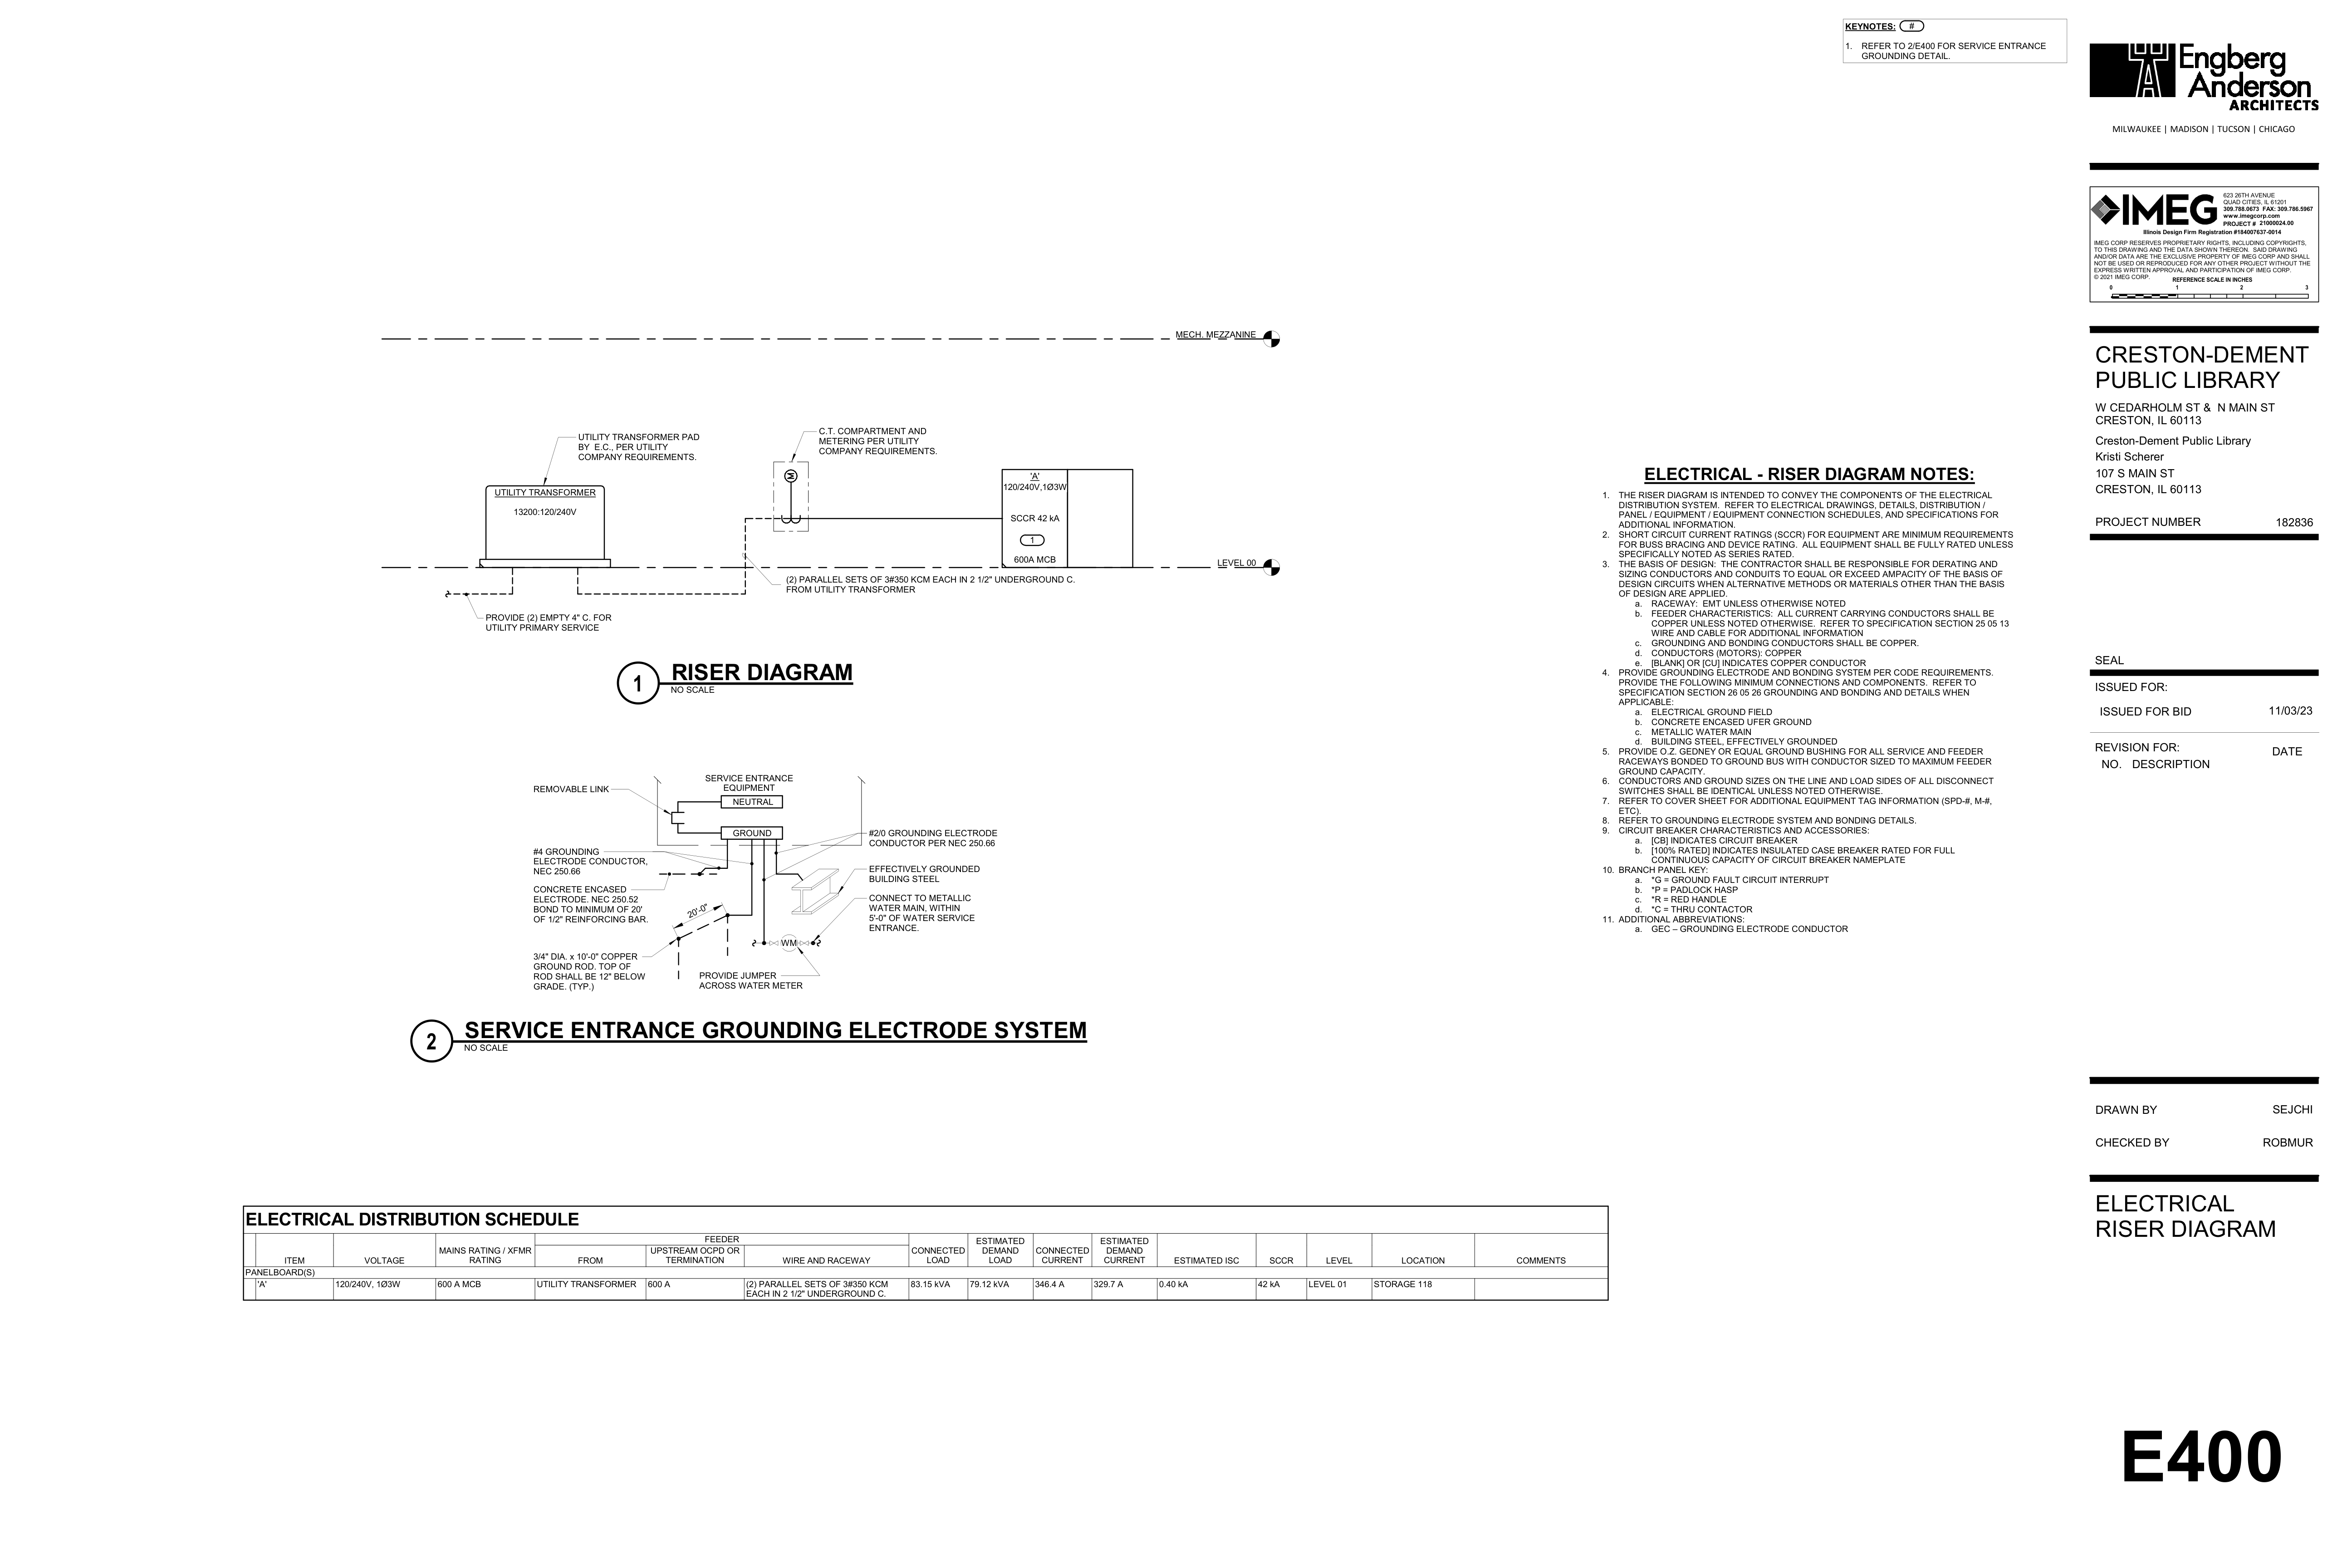 KEYNOTES: #
1. REFER TO 2/E400 FOR SERVICE ENTRANCE
GROUNDING DETAIL.
MECH. MEZZANINE
UTILITY TRANSFORMER PAD
BY E.C., PER UTILITY
COMPANY REQUIREMENTS.
C.T. COMPARTMENT AND
METERING PER UTILITY
COMPANY REQUIREMENTS.
M
UTILITY TRANSFORMER
13200:120/240V
'A'
120/240V,1Ø3W
SCCR 42 kA
1
600A MCB
LEVEL 00
(2) PARALLEL SETS OF 3#350 KCM EACH IN 2 1/2" UNDERGROUND C.
FROM UTILITY TRANSFORMER
PROVIDE (2) EMPTY 4" C. FOR
UTILITY PRIMARY SERVICE
1
RISER DIAGRAM
NO SCALE
SERVICE ENTRANCE
EQUIPMENT
REMOVABLE LINK
NEUTRAL
GROUND
#2/0 GROUNDING ELECTRODE
CONDUCTOR PER NEC 250.66
#4 GROUNDING
ELECTRODE CONDUCTOR,
NEC 250.66
EFFECTIVELY GROUNDED
BUILDING STEEL
CONCRETE ENCASED
ELECTRODE. NEC 250.52
BOND TO MINIMUM OF 20'
OF 1/2" REINFORCING BAR.
CONNECT TO METALLIC
WATER MAIN, WITHIN
5'-0" OF WATER SERVICE
ENTRANCE.
20'-0"
WM
3/4" DIA. x 10'-0" COPPER
GROUND ROD. TOP OF
ROD SHALL BE 12" BELOW
GRADE. (TYP.)
PROVIDE JUMPER
ACROSS WATER METER
2
SERVICE ENTRANCE GROUNDING ELECTRODE SYSTEM
NO SCALE
ELECTRICAL - RISER DIAGRAM NOTES:
1. THE RISER DIAGRAM IS INTENDED TO CONVEY THE COMPONENTS OF THE ELECTRICAL
DISTRIBUTION SYSTEM. REFER TO ELECTRICAL DRAWINGS, DETAILS, DISTRIBUTION /
PANEL / EQUIPMENT / EQUIPMENT CONNECTION SCHEDULES, AND SPECIFICATIONS FOR
ADDITIONAL INFORMATION.
2. SHORT CIRCUIT CURRENT RATINGS (SCCR) FOR EQUIPMENT ARE MINIMUM REQUIREMENTS
FOR BUSS BRACING AND DEVICE RATING. ALL EQUIPMENT SHALL BE FULLY RATED UNLESS
SPECIFICALLY NOTED AS SERIES RATED.
3. THE BASIS OF DESIGN: THE CONTRACTOR SHALL BE RESPONSIBLE FOR DERATING AND
SIZING CONDUCTORS AND CONDUITS TO EQUAL OR EXCEED AMPACITY OF THE BASIS OF
DESIGN CIRCUITS WHEN ALTERNATIVE METHODS OR MATERIALS OTHER THAN THE BASIS
OF DESIGN ARE APPLIED.
a. RACEWAY: EMT UNLESS OTHERWISE NOTED
b. FEEDER CHARACTERISTICS: ALL CURRENT CARRYING CONDUCTORS SHALL BE
COPPER UNLESS NOTED OTHERWISE. REFER TO SPECIFICATION SECTION 25 05 13
WIRE AND CABLE FOR ADDITIONAL INFORMATION
c. GROUNDING AND BONDING CONDUCTORS SHALL BE COPPER.
d. CONDUCTORS (MOTORS): COPPER
e. [BLANK] OR [CU] INDICATES COPPER CONDUCTOR
4. PROVIDE GROUNDING ELECTRODE AND BONDING SYSTEM PER CODE REQUIREMENTS.
PROVIDE THE FOLLOWING MINIMUM CONNECTIONS AND COMPONENTS. REFER TO
SPECIFICATION SECTION 26 05 26 GROUNDING AND BONDING AND DETAILS WHEN
APPLICABLE:
a. ELECTRICAL GROUND FIELD
b. CONCRETE ENCASED UFER GROUND
c. METALLIC WATER MAIN
d. BUILDING STEEL, EFFECTIVELY GROUNDED
5. PROVIDE O.Z. GEDNEY OR EQUAL GROUND BUSHING FOR ALL SERVICE AND FEEDER
RACEWAYS BONDED TO GROUND BUS WITH CONDUCTOR SIZED TO MAXIMUM FEEDER
GROUND CAPACITY.
6. CONDUCTORS AND GROUND SIZES ON THE LINE AND LOAD SIDES OF ALL DISCONNECT
SWITCHES SHALL BE IDENTICAL UNLESS NOTED OTHERWISE.
7. REFER TO COVER SHEET FOR ADDITIONAL EQUIPMENT TAG INFORMATION (SPD-#, M-#,
ETC).
8. REFER TO GROUNDING ELECTRODE SYSTEM AND BONDING DETAILS.
9. CIRCUIT BREAKER CHARACTERISTICS AND ACCESSORIES:
a. [CB] INDICATES CIRCUIT BREAKER
b. [100% RATED] INDICATES INSULATED CASE BREAKER RATED FOR FULL
CONTINUOUS CAPACITY OF CIRCUIT BREAKER NAMEPLATE
10. BRANCH PANEL KEY:
a. *G = GROUND FAULT CIRCUIT INTERRUPT
b. *P = PADLOCK HASP
c. *R = RED HANDLE
d. *C = THRU CONTACTOR
11. ADDITIONAL ABBREVIATIONS:
a. GEC – GROUNDING ELECTRODE CONDUCTOR
ELECTRICAL DISTRIBUTION SCHEDULE
FEEDER
ITEM VOLTAGE MAINS RATING / XFMR RATING FROM UPSTREAM OCPD OR TERMINATION WIRE AND RACEWAY CONNECTED LOAD ESTIMATED DEMAND LOAD CONNECTED CURRENT ESTIMATED DEMAND CURRENT ESTIMATED ISC SCCR LEVEL LOCATION COMMENTS
PANELBOARD(S)
'A' 120/240V, 1Ø3W 600 A MCB UTILITY TRANSFORMER 600 A (2) PARALLEL SETS OF 3#350 KCM EACH IN 2 1/2" UNDERGROUND C. 83.15 kVA 79.12 kVA 346.4 A 329.7 A 0.40 kA 42 kA LEVEL 01 STORAGE 118
Engberg
Anderson
ARCHITECTS
MILWAUKEE | MADISON | TUCSON | CHICAGO
IMEG
623 26TH AVENUE
QUAD CITIES, IL 61201
309.788.0673 FAX: 309.786.5967
www.imegcorp.com
PROJECT # 21000024.00
Illinois Design Firm Registration #184007637-0014
IMEG CORP RESERVES PROPRIETARY RIGHTS, INCLUDING COPYRIGHTS,
TO THIS DRAWING AND THE DATA SHOWN THEREON. SAID DRAWING
AND/OR DATA ARE THE EXCLUSIVE PROPERTY OF IMEG CORP AND SHALL
NOT BE USED OR REPRODUCED FOR ANY OTHER PROJECT WITHOUT THE
EXPRESS WRITTEN APPROVAL AND PARTICIPATION OF IMEG CORP.
© 2021 IMEG CORP.
REFERENCE SCALE IN INCHES
0 1 2 3
CRESTON-DEMENT
PUBLIC LIBRARY
W CEDARHOLM ST & N MAIN ST
CRESTON, IL 60113
Creston-Dement Public Library
Kristi Scherer
107 S MAIN ST
CRESTON, IL 60113
PROJECT NUMBER 182836
SEAL
ISSUED FOR:
ISSUED FOR BID 11/03/23
REVISION FOR: DATE
NO. DESCRIPTION
DRAWN BY SEJCHI
CHECKED BY ROBMUR
ELECTRICAL
RISER DIAGRAM
E400